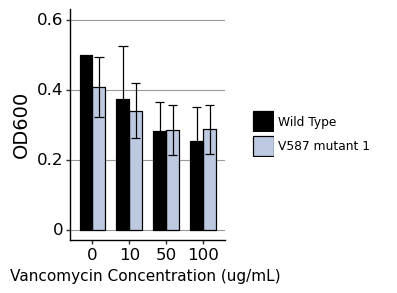 0.6
0.4
0.2
0
OD600
0 10 50 100
Vancomycin Concentration (ug/mL)
Wild Type
V587 mutant 1